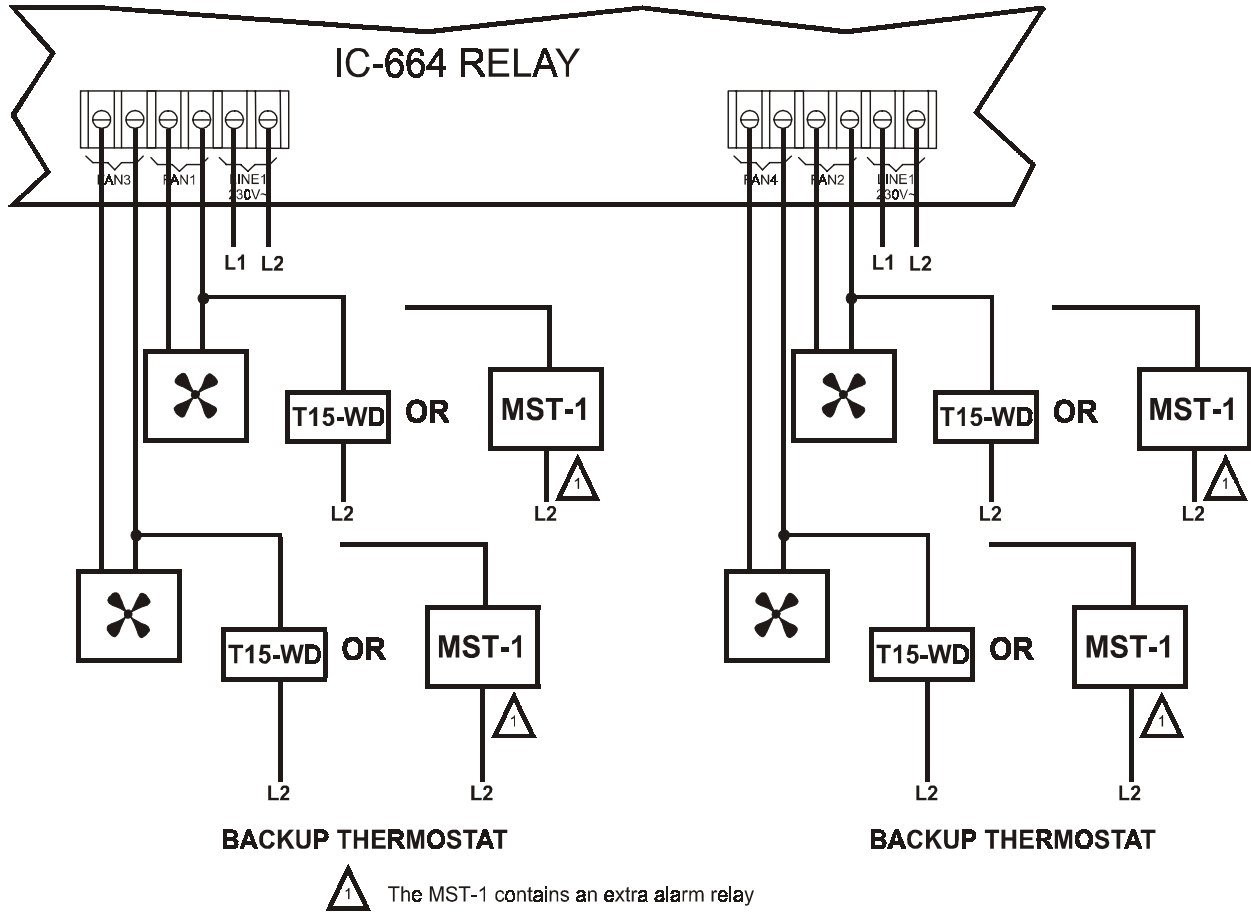 IC-664 RELAY
FAN3 FAN1 LINE1 230V~
FAN4 FAN2 LINE1 230V~
L1 L2
L1 L2
T15-WD OR MST-1
T15-WD OR MST-1
1
1
L2 L2
L2 L2
T15-WD OR MST-1
T15-WD OR MST-1
1
1
L2 L2
L2 L2
BACKUP THERMOSTAT
BACKUP THERMOSTAT
1 The MST-1 contains an extra alarm relay